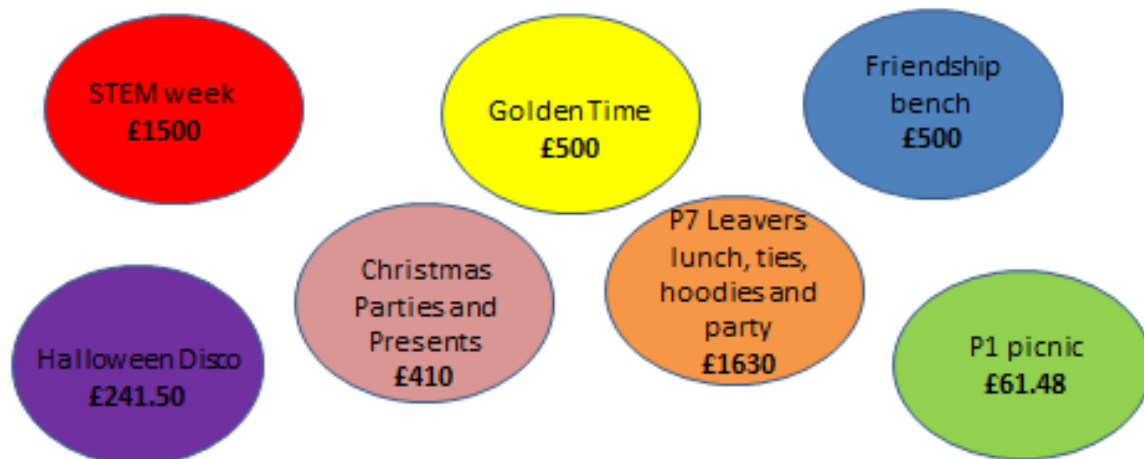 STEM week
£1500
Golden Time
£500
Friendship
bench
£500
Halloween Disco
£241.50
Christmas
Parties and
Presents
£410
P7 Leavers
lunch, ties,
hoodies and
party
£1630
P1 picnic
£61.48